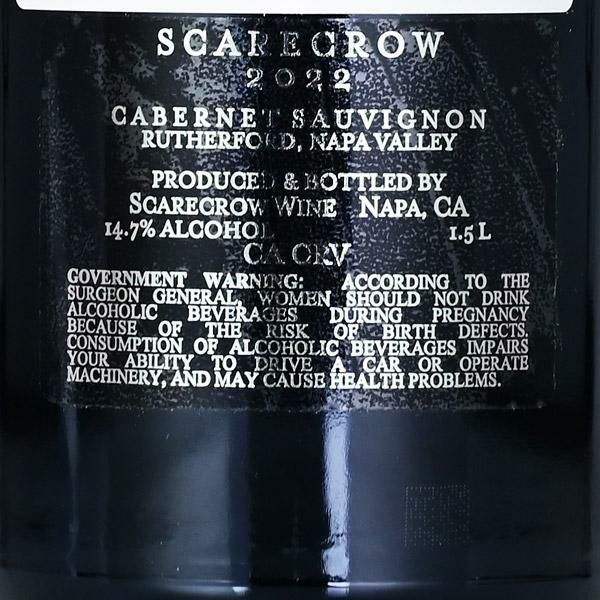 SCARECROW
2022
CABERNET SAUVIGNON
RUTHERFORD, NAPA VALLEY
PRODUCED & BOTTLED BY
SCARECROW WINE NAPA, CA
14.7% ALCOHOL 1.5 L
CA CRV
GOVERNMENT WARNING: ACCORDING TO THE
SURGEON GENERAL, WOMEN SHOULD NOT DRINK
ALCOHOLIC BEVERAGES DURING PREGNANCY
BECAUSE OF THE RISK OF BIRTH DEFECTS.
CONSUMPTION OF ALCOHOLIC BEVERAGES IMPAIRS
YOUR ABILITY TO DRIVE A CAR OR OPERATE
MACHINERY, AND MAY CAUSE HEALTH PROBLEMS.